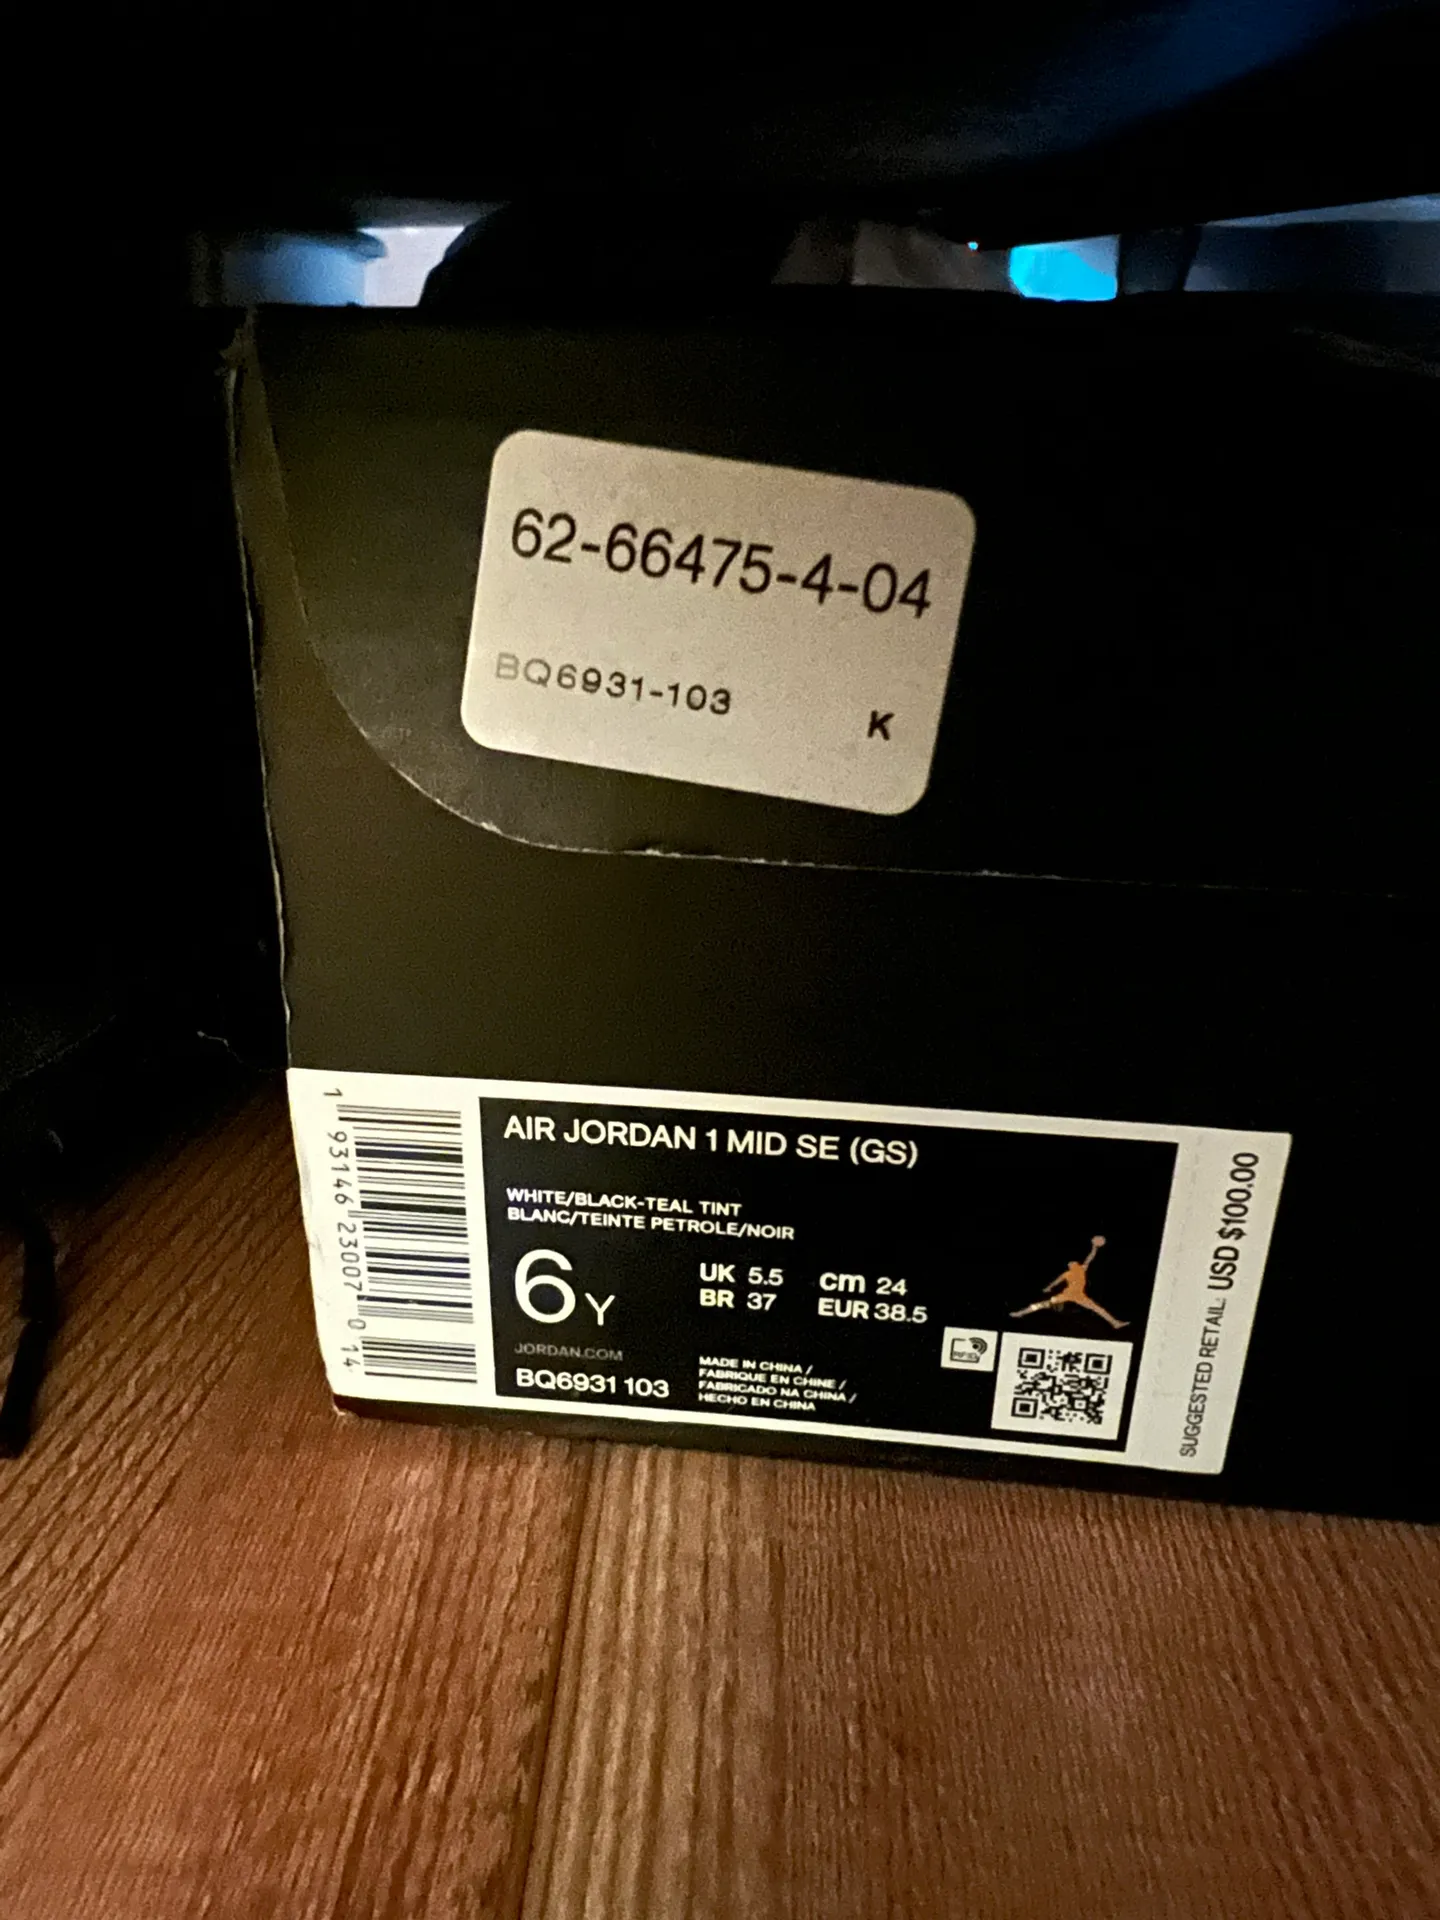 62-66475-4-04
BQ6931-103
K
AIR JORDAN 1 MID SE (GS)
WHITE/BLACK-TEAL TINT
BLANC/TEINTE PETROLE/NOIR
6Y
UK 5.5
cm 24
BR 37
EUR 38.5
JORDAN.COM
BQ6931 103
MADE IN CHINA /
FABRIQUE EN CHINE /
FABRICADO NA CHINA /
HECHO EN CHINA
RFID
SUGGESTED RETAIL: USD $100.00
1 93146 23007 0 14